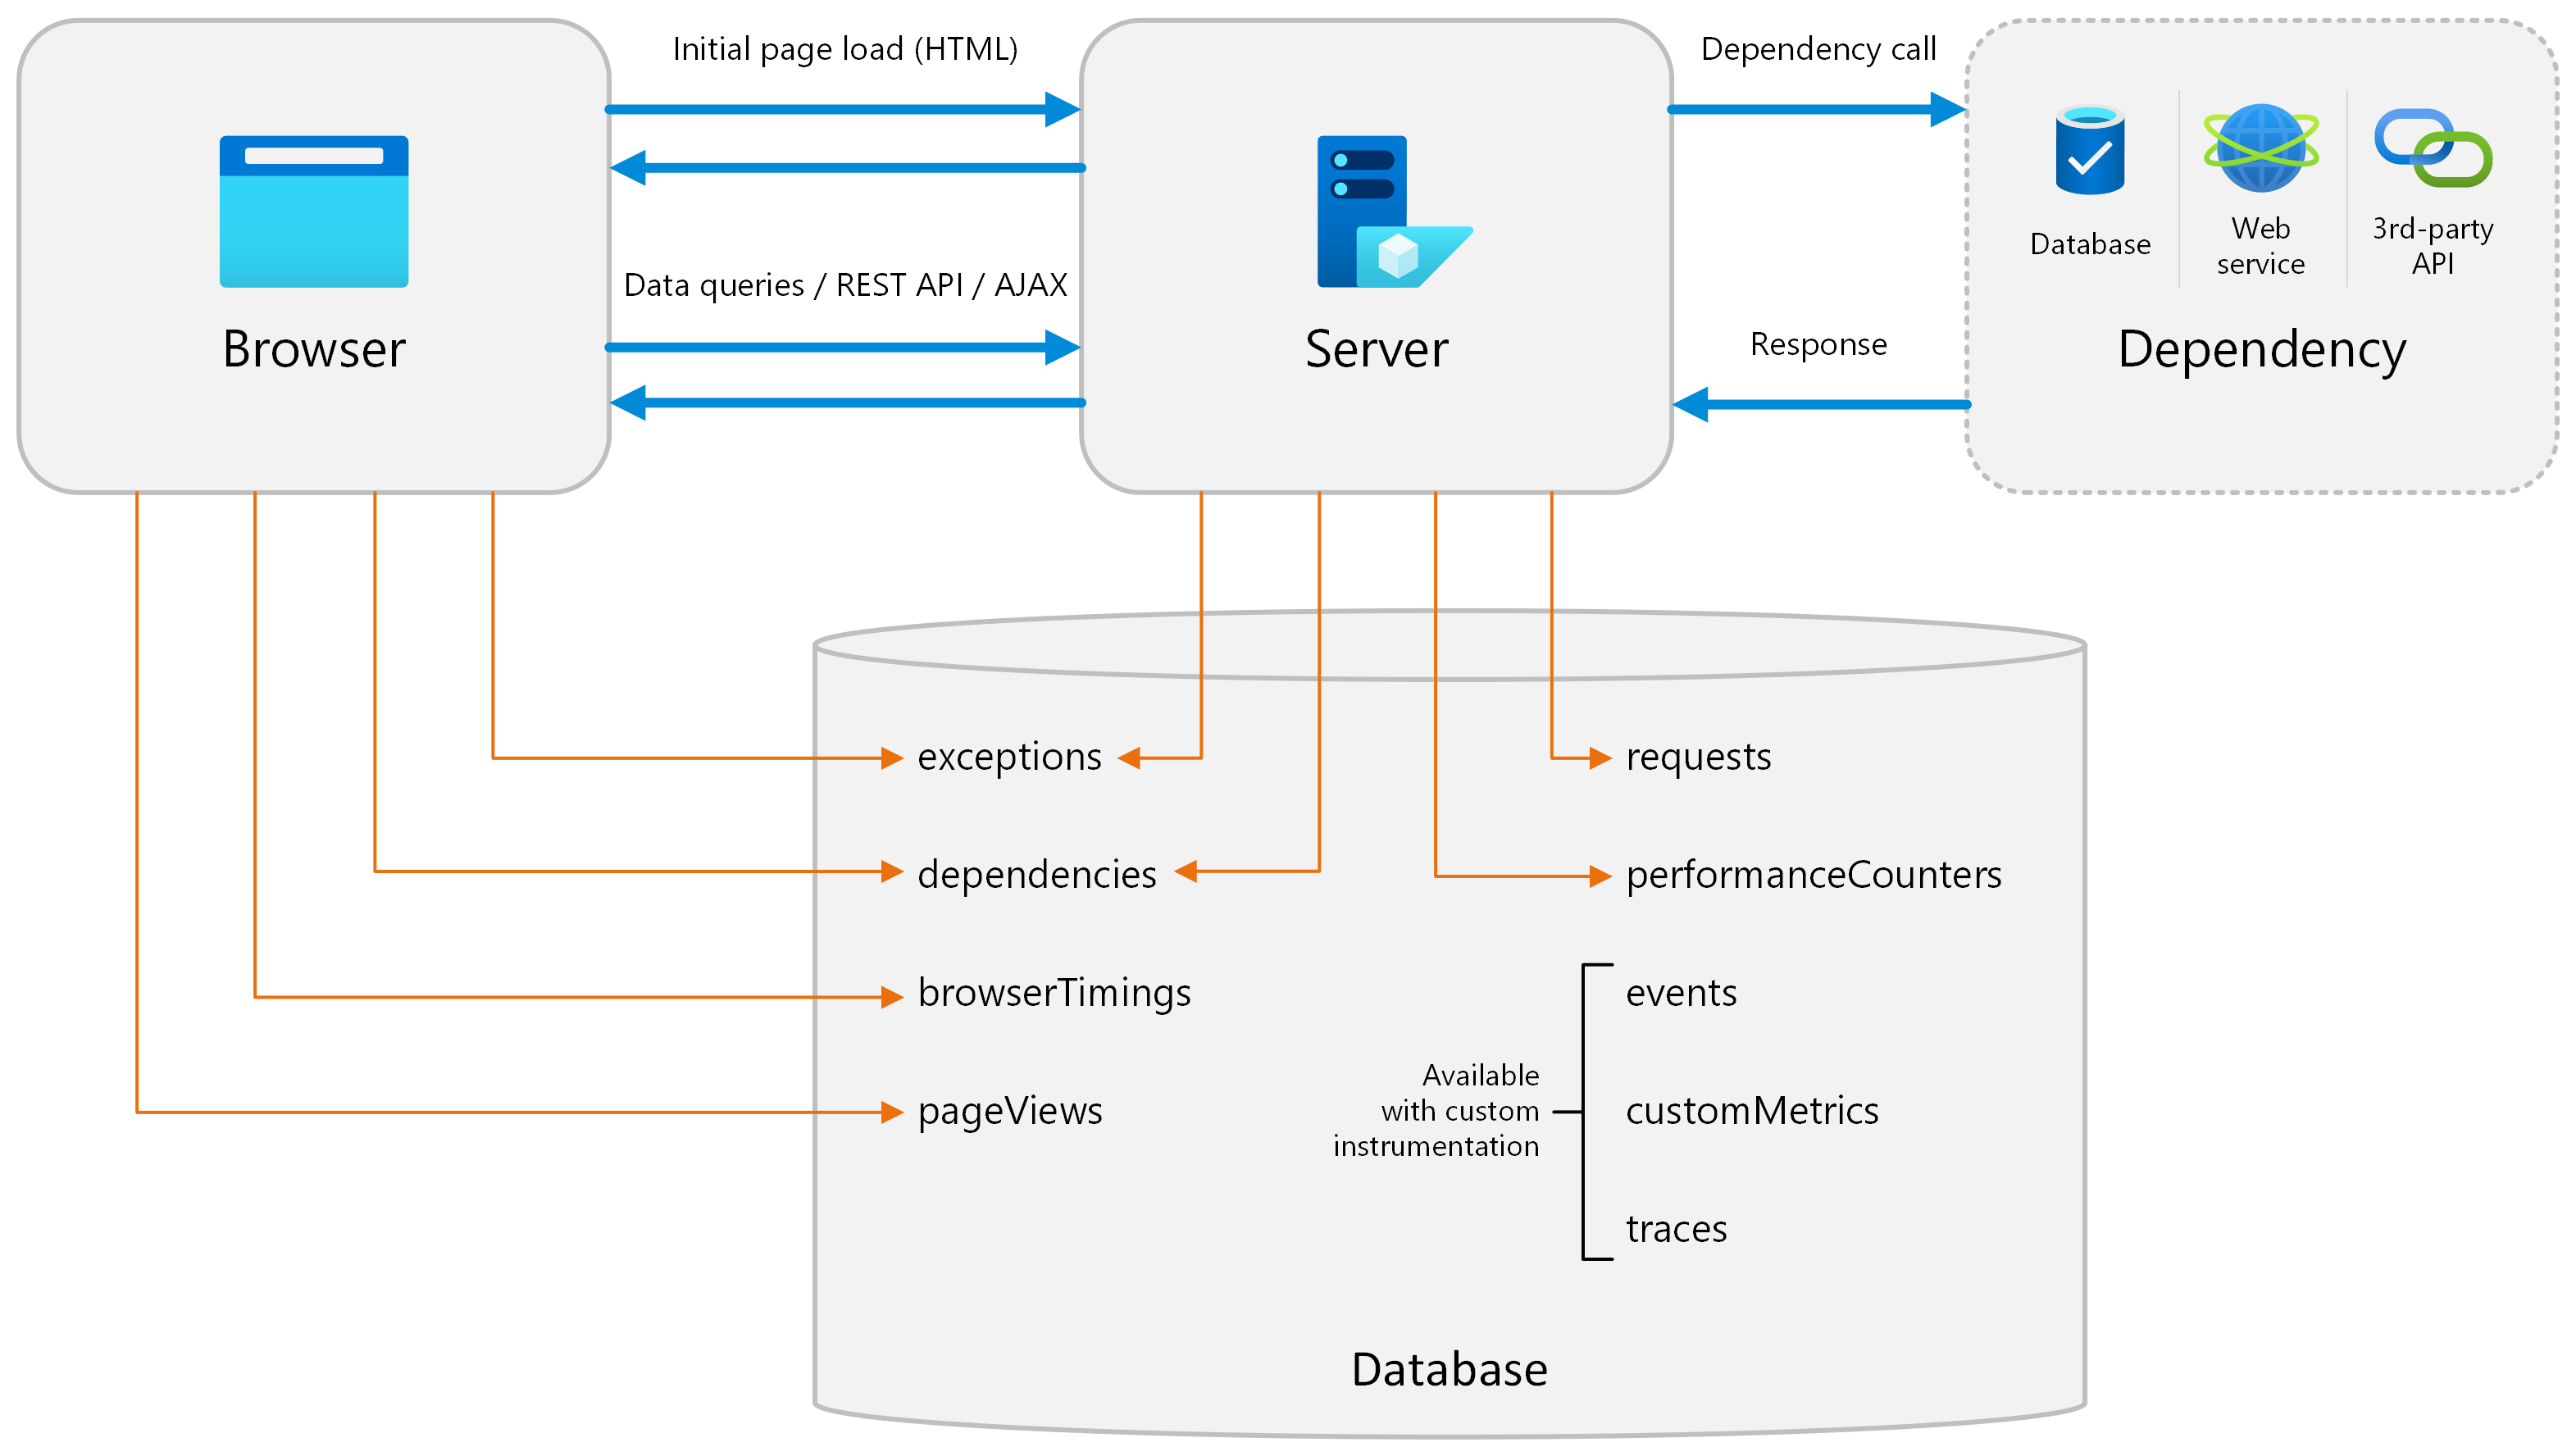 Initial page load (HTML)
Dependency call
Data queries / REST API / AJAX
Response
Browser
Server
Database
Web
service
3rd-party
API
Dependency
exceptions
requests
dependencies
performanceCounters
browserTimings
events
pageViews
Available
with custom
instrumentation
customMetrics
traces
Database